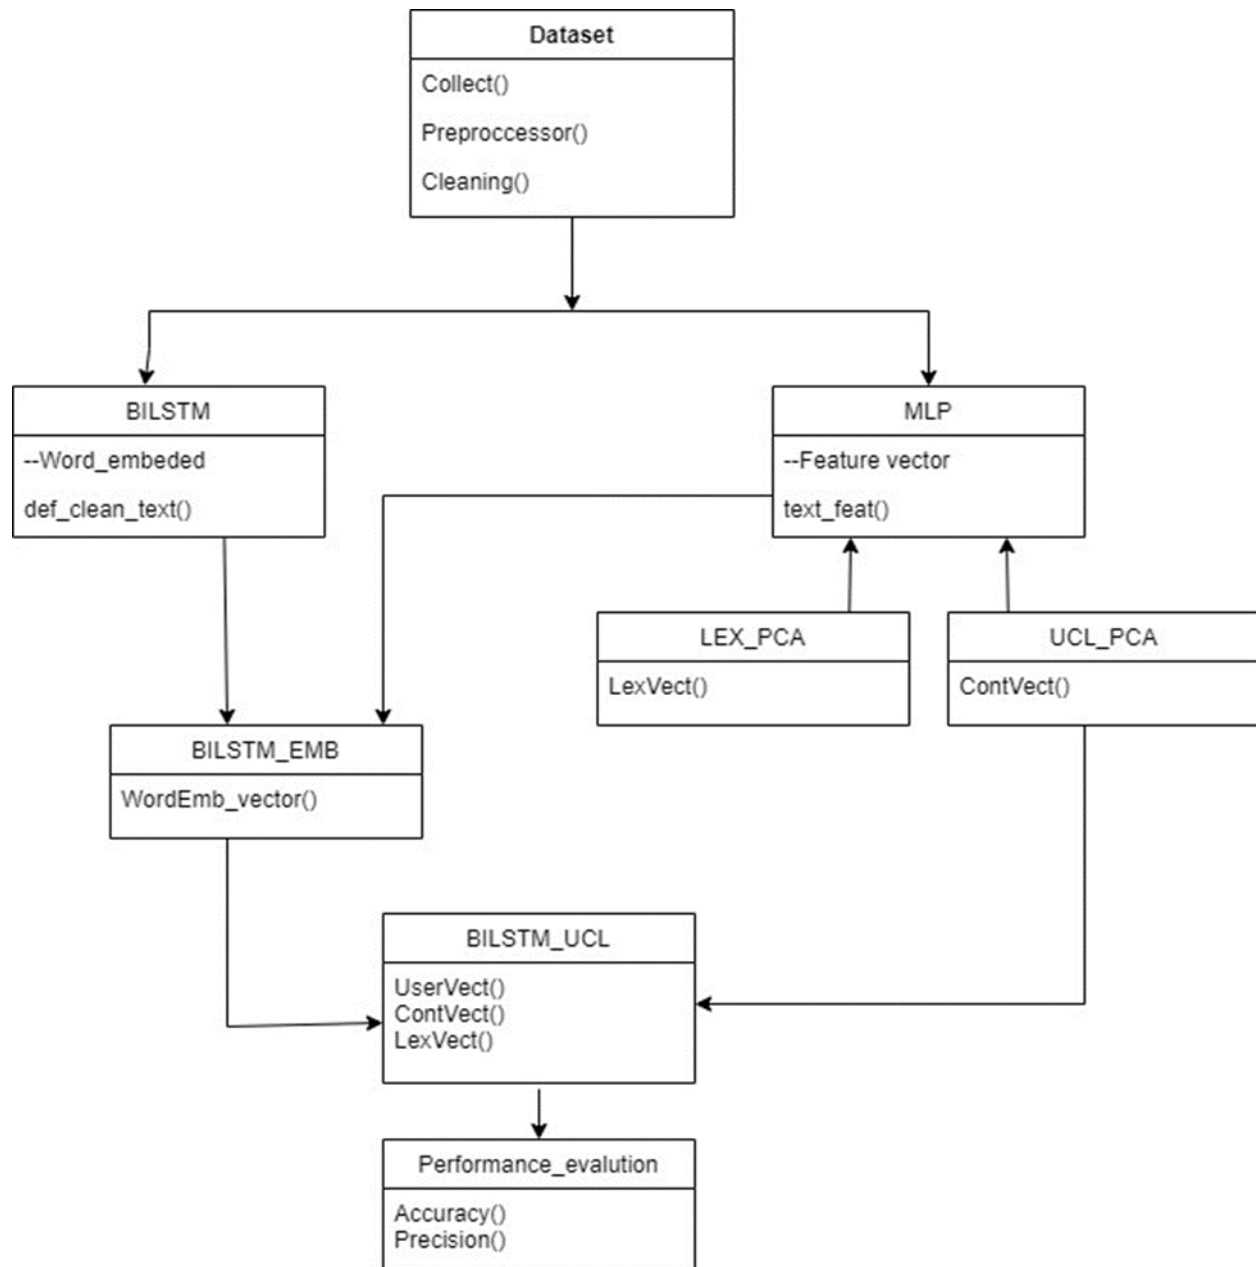 Dataset
Collect()
Preproccessor()
Cleaning()
BILSTM
--Word_embeded
def_clean_text()
MLP
--Feature vector
text_feat()
LEX_PCA
LexVect()
UCL_PCA
ContVect()
BILSTM_EMB
WordEmb_vector()
BILSTM_UCL
UserVect()
ContVect()
LexVect()
Performance_evalution
Accuracy()
Precision()